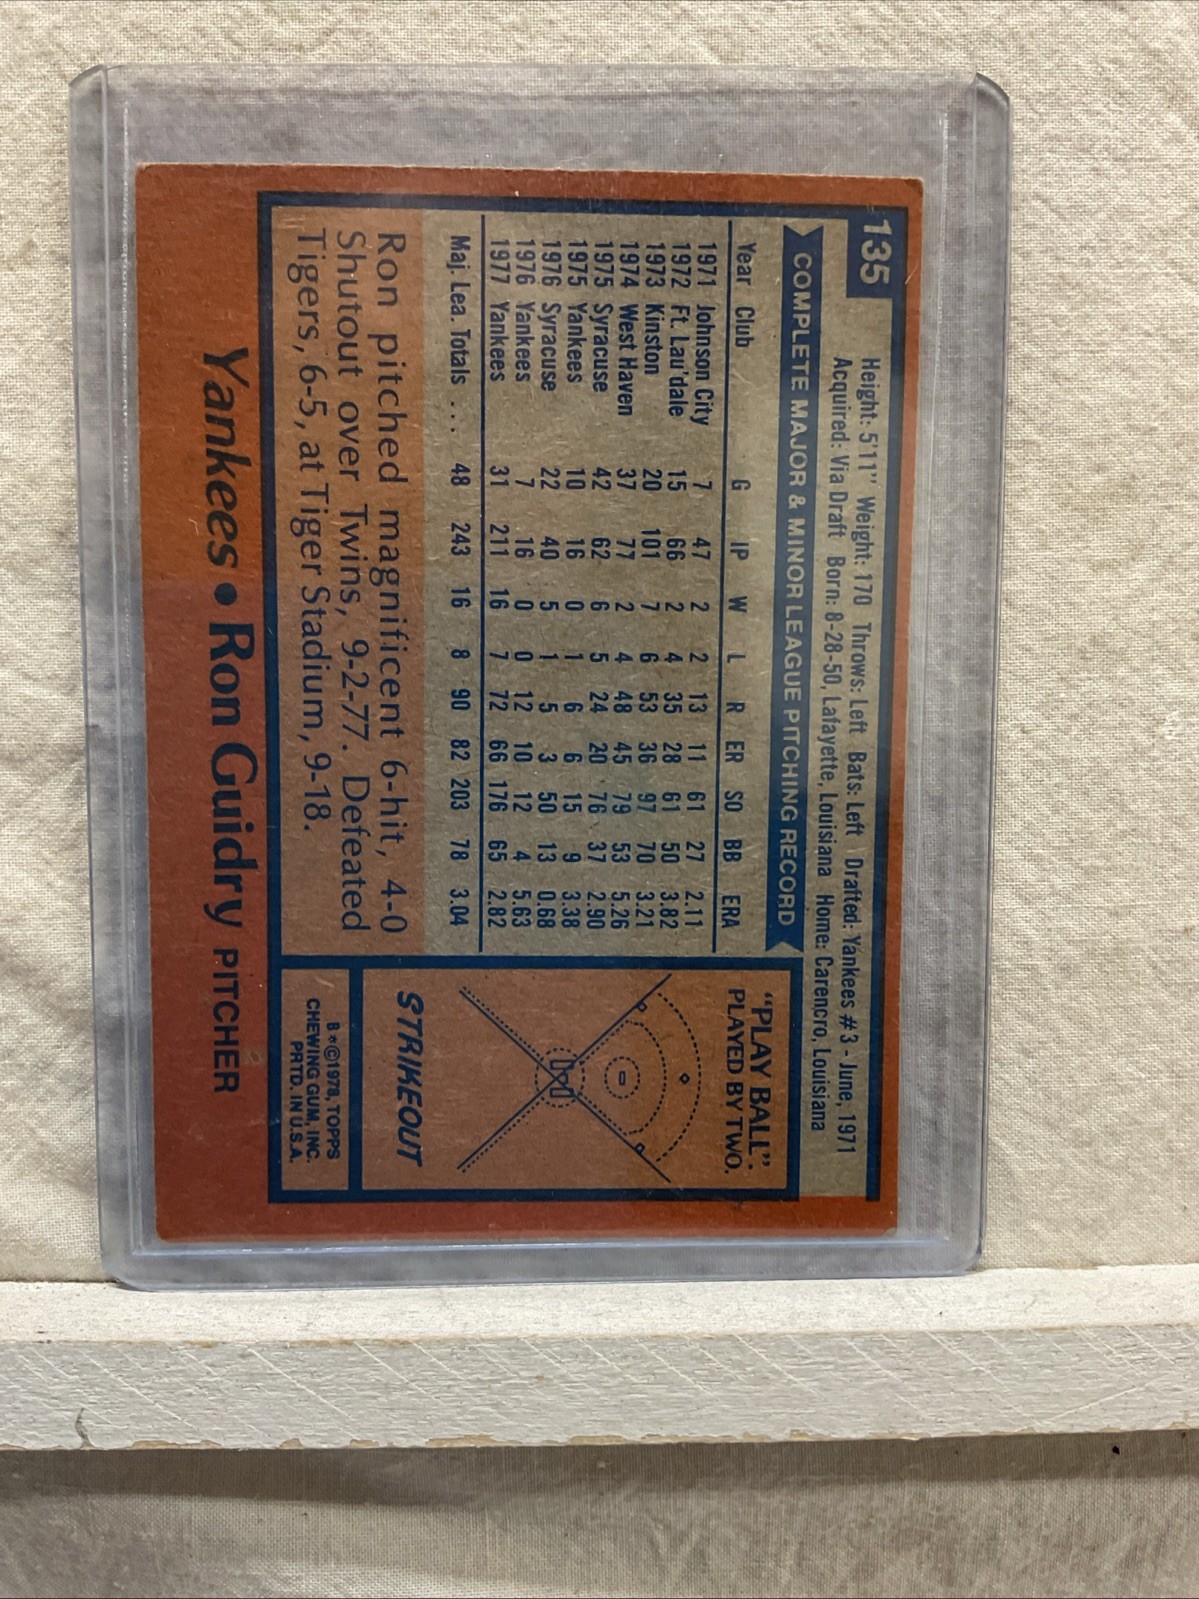 135
Height: 5'11" Weight: 170 Throws: Left Bats: Left Drafted: Yankees #3 - June, 1971
Acquired: Via Draft Born: 8-28-50, Lafayette, Louisiana Home: Carencro, Louisiana
COMPLETE MAJOR & MINOR LEAGUE PITCHING RECORD
Year Club G IP W L R ER SO BB ERA
1971 Johnson City 7 47 2 2 13 11 61 27 2.11
1972 Ft. Lau'dale 15 66 2 4 35 28 61 50 3.82
1973 Kinston 20 101 7 6 53 36 97 70 3.21
1974 West Haven 37 77 2 4 48 45 79 53 5.26
1975 Syracuse 42 62 6 5 24 20 76 37 2.90
1975 Yankees 10 16 0 1 6 6 15 9 3.38
1976 Syracuse 22 40 5 1 5 3 50 13 0.68
1976 Yankees 7 16 0 0 12 10 12 4 5.63
1977 Yankees 31 211 16 7 72 66 176 65 2.82
Maj. Lea. Totals ... 48 243 16 8 90 82 203 78 3.04
Ron pitched magnificent 6-hit, 4-0
Shutout over Twins, 9-2-77. Defeated
Tigers, 6-5, at Tiger Stadium, 9-18.
"PLAY BALL".
PLAYED BY TWO.
STRIKEOUT
B*©1978, TOPPS
CHEWING GUM, INC.
PRTD. IN U.S.A.
Yankees • Ron Guidry PITCHER